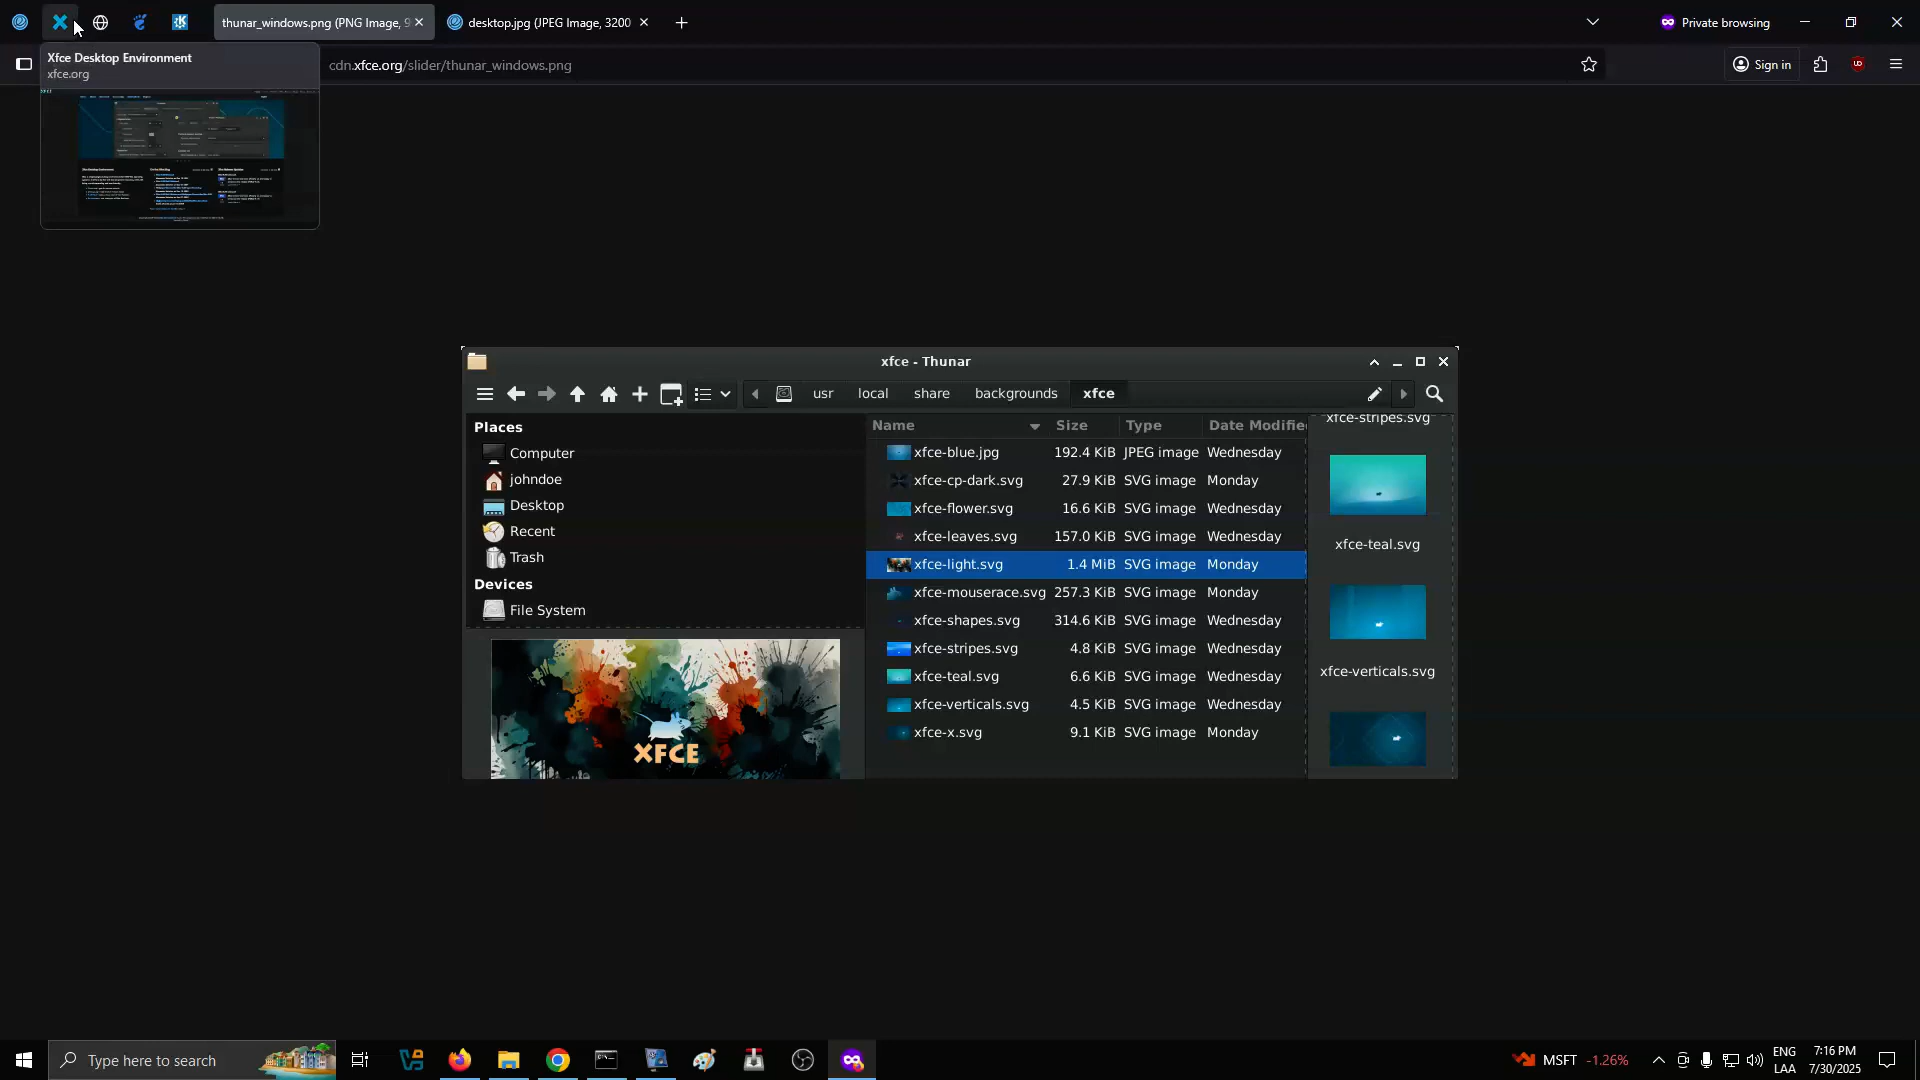 thunar_windows.png (PNG Image, 9
desktop.jpg (JPEG Image, 3200
Private browsing
Xfce Desktop Environment
xfce.org
cdn.xfce.org/slider/thunar_windows.png
Sign in
xfce - Thunar
usr
local
share
backgrounds
xfce
Places
Computer
johndoe
Desktop
Recent
Trash
Devices
File System
XFCE
Name Size Type Date Modifie
xfce-blue.jpg 192.4 KiB JPEG image Wednesday
xfce-cp-dark.svg 27.9 KiB SVG image Monday
xfce-flower.svg 16.6 KiB SVG image Wednesday
xfce-leaves.svg 157.0 KiB SVG image Wednesday
xfce-light.svg 1.4 MiB SVG image Monday
xfce-mouserace.svg 257.3 KiB SVG image Monday
xfce-shapes.svg 314.6 KiB SVG image Wednesday
xfce-stripes.svg 4.8 KiB SVG image Wednesday
xfce-teal.svg 6.6 KiB SVG image Wednesday
xfce-verticals.svg 4.5 KiB SVG image Wednesday
xfce-x.svg 9.1 KiB SVG image Monday
xfce-stripes.svg
xfce-teal.svg
xfce-verticals.svg
Type here to search
MSFT -1.26%
ENG
LAA
7:16 PM
7/30/2025